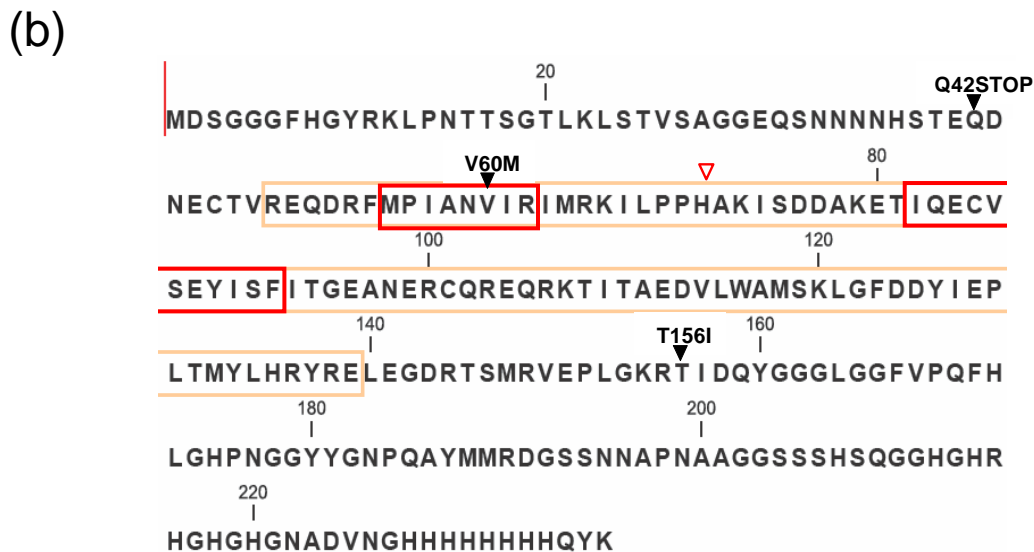 (b)
20
Q42STOP
MDSGGGFHGYRKLPNTTSGTLKLSTVSAGGEQSNNNNHSTEQD
V60M
80
NECTVREQDRFMPIANVIRIMRKILPPHAKISDDAKETIQECV
100
120
SEYISFITGEANERCQREQRKTITAEDVLWAMSKLGFDDYIEP
140
T156I
160
LTMYLHRYRELEGDRTSMRVEPLGKRTIDQYGGGLGGFVPQFH
180
200
LGHPNGGYYGNPQAYMMRDGSSNNAPNAAGGSSSHSQGGHGHR
220
HGHGHGNADVNGHHHHHHHHQYK